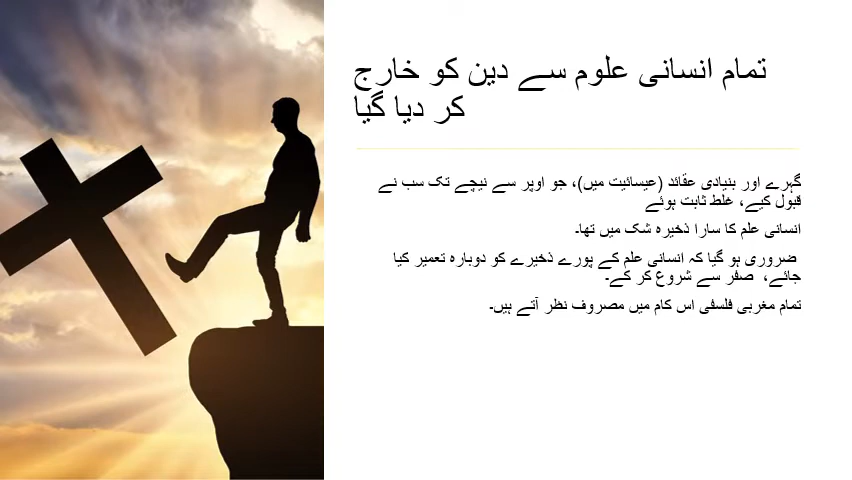 تمام انسانی علوم سے دین کو خارج
کر دیا گیا
گہرے اور بنیادی عقائد (عیسائیت میں)، جو اوپر سے نیچے تک سب نے
قبول کیے، غلط ثابت ہوئے
انسانی علم کا سارا ذخیرہ شک میں تھا۔
ضروری ہو گیا کہ انسانی علم کے پورے ذخیرے کو دوبارہ تعمیر کیا
جائے، صفر سے شروع کر کے۔
تمام مغربی فلسفی اس کام میں مصروف نظر آتے ہیں۔